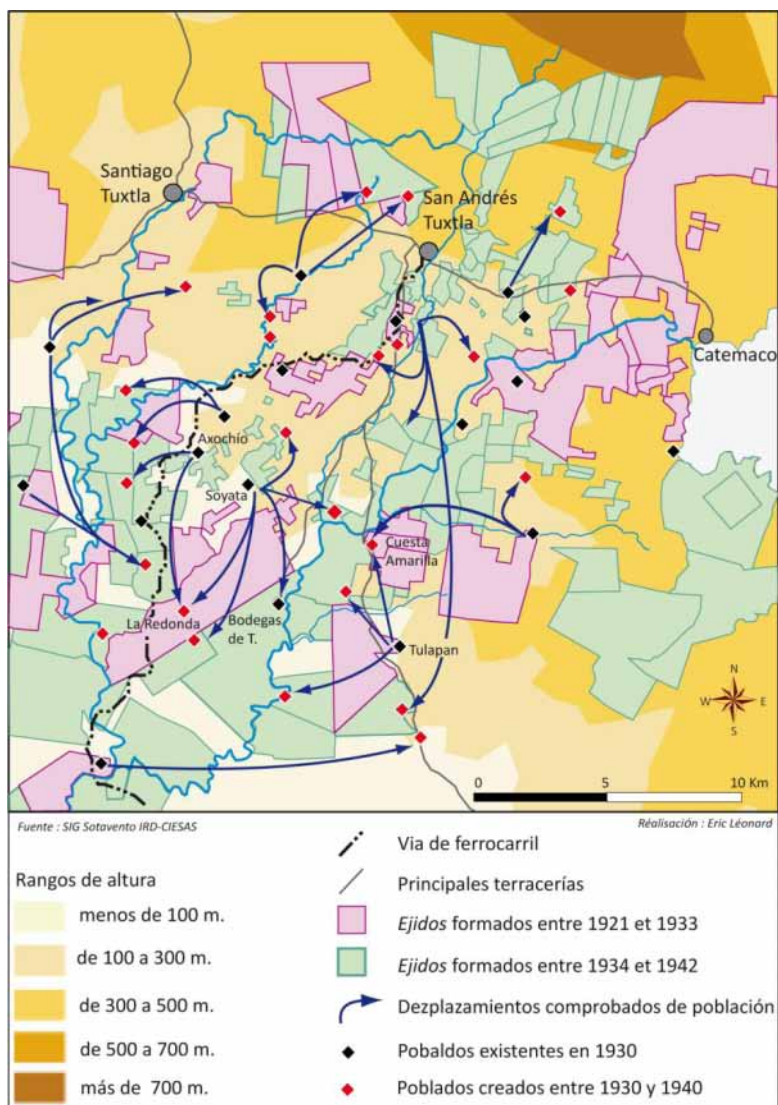 Santiago
Tuxtla
San Andrés
Tuxtla
Catemaco
Axochío
Soyata
Cuesta
Amarilla
La Redonda
Bodegas
de T.
Tulapan
N
W E
S
0 5 10 Km
Fuente : SIG Sotavento IRD-CIESAS
Réalisación : Eric Léonard
Rangos de altura
menos de 100 m.
de 100 a 300 m.
de 300 a 500 m.
de 500 a 700 m.
más de 700 m.
Via de ferrocarril
Principales terracerías
Ejidos formados entre 1921 et 1933
Ejidos formados entre 1934 et 1942
Dezplazamientos comprobados de población
Pobaldos existentes en 1930
Poblados creados entre 1930 y 1940